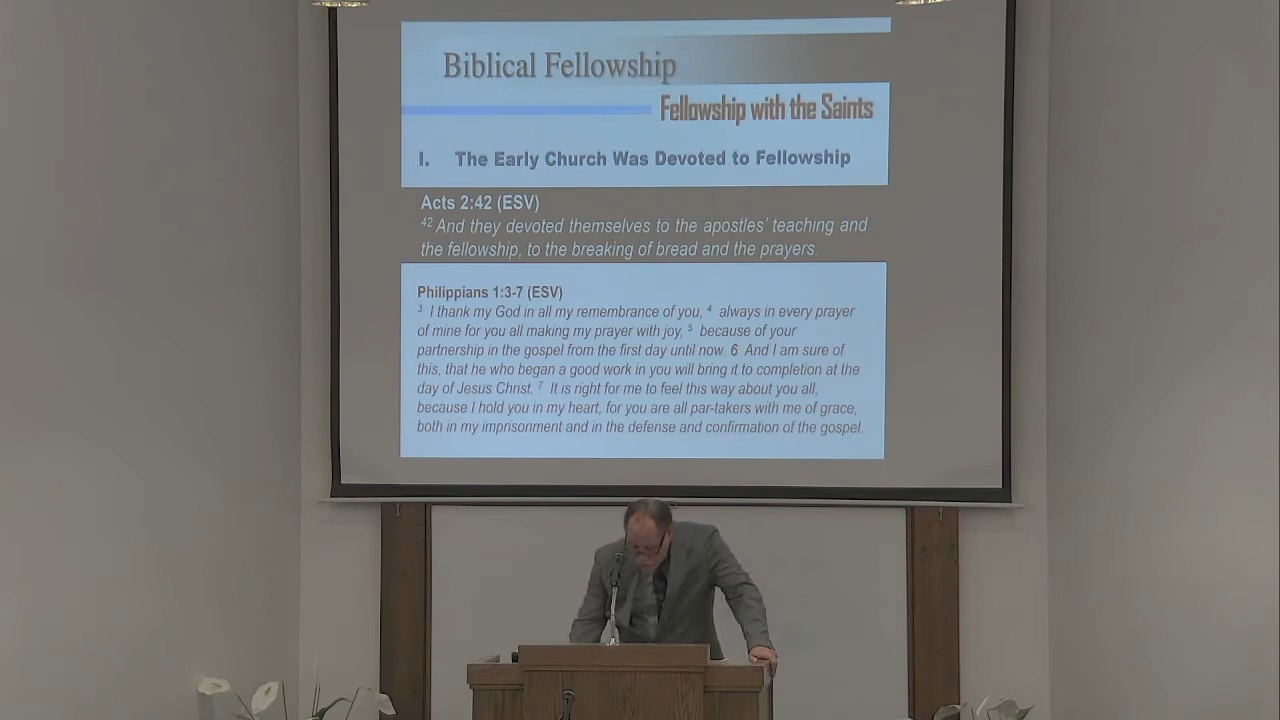 Biblical Fellowship
Fellowship with the Saints
I. The Early Church Was Devoted to Fellowship
Acts 2:42 (ESV)
42 And they devoted themselves to the apostles' teaching and
the fellowship, to the breaking of bread and the prayers.
Philippians 1:3-7 (ESV)
3 I thank my God in all my remembrance of you, 4 always in every prayer
of mine for you all making my prayer with joy, 5 because of your
partnership in the gospel from the first day until now. 6 And I am sure of
this, that he who began a good work in you will bring it to completion at the
day of Jesus Christ. 7 It is right for me to feel this way about you all,
because I hold you in my heart, for you are all par-takers with me of grace,
both in my imprisonment and in the defense and confirmation of the gospel.